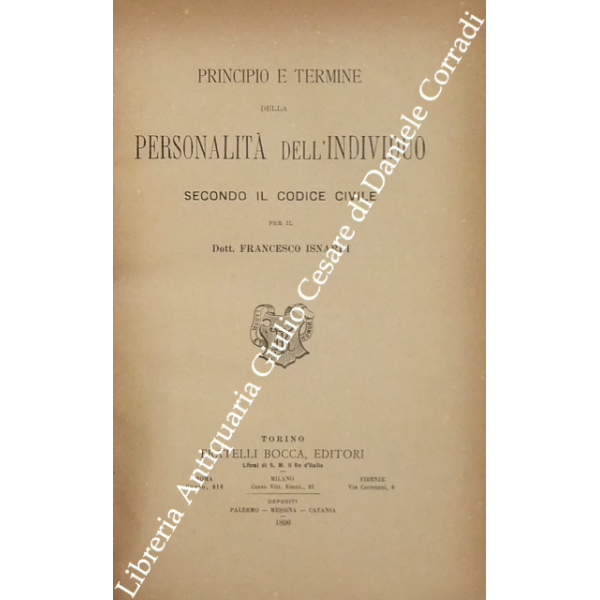 PRINCIPIO E TERMINE
DELLA
PERSONALITÀ DELL'INDIVIDUO
SECONDO IL CODICE CIVILE
PER IL
Dott. FRANCESCO
TORINO
FRATELLI BOCCA, EDITORI
Librai di S. M. il Re d'Italia
ROMA MILANO FIRENZE
216 Corso Vitt. Eman., 21 Via Cerretani, 8
DEPOSITI
PALERMO — MESSINA — CATANIA
1896
Libreria Antiquaria Giulio Cesare di Daniele Corradi